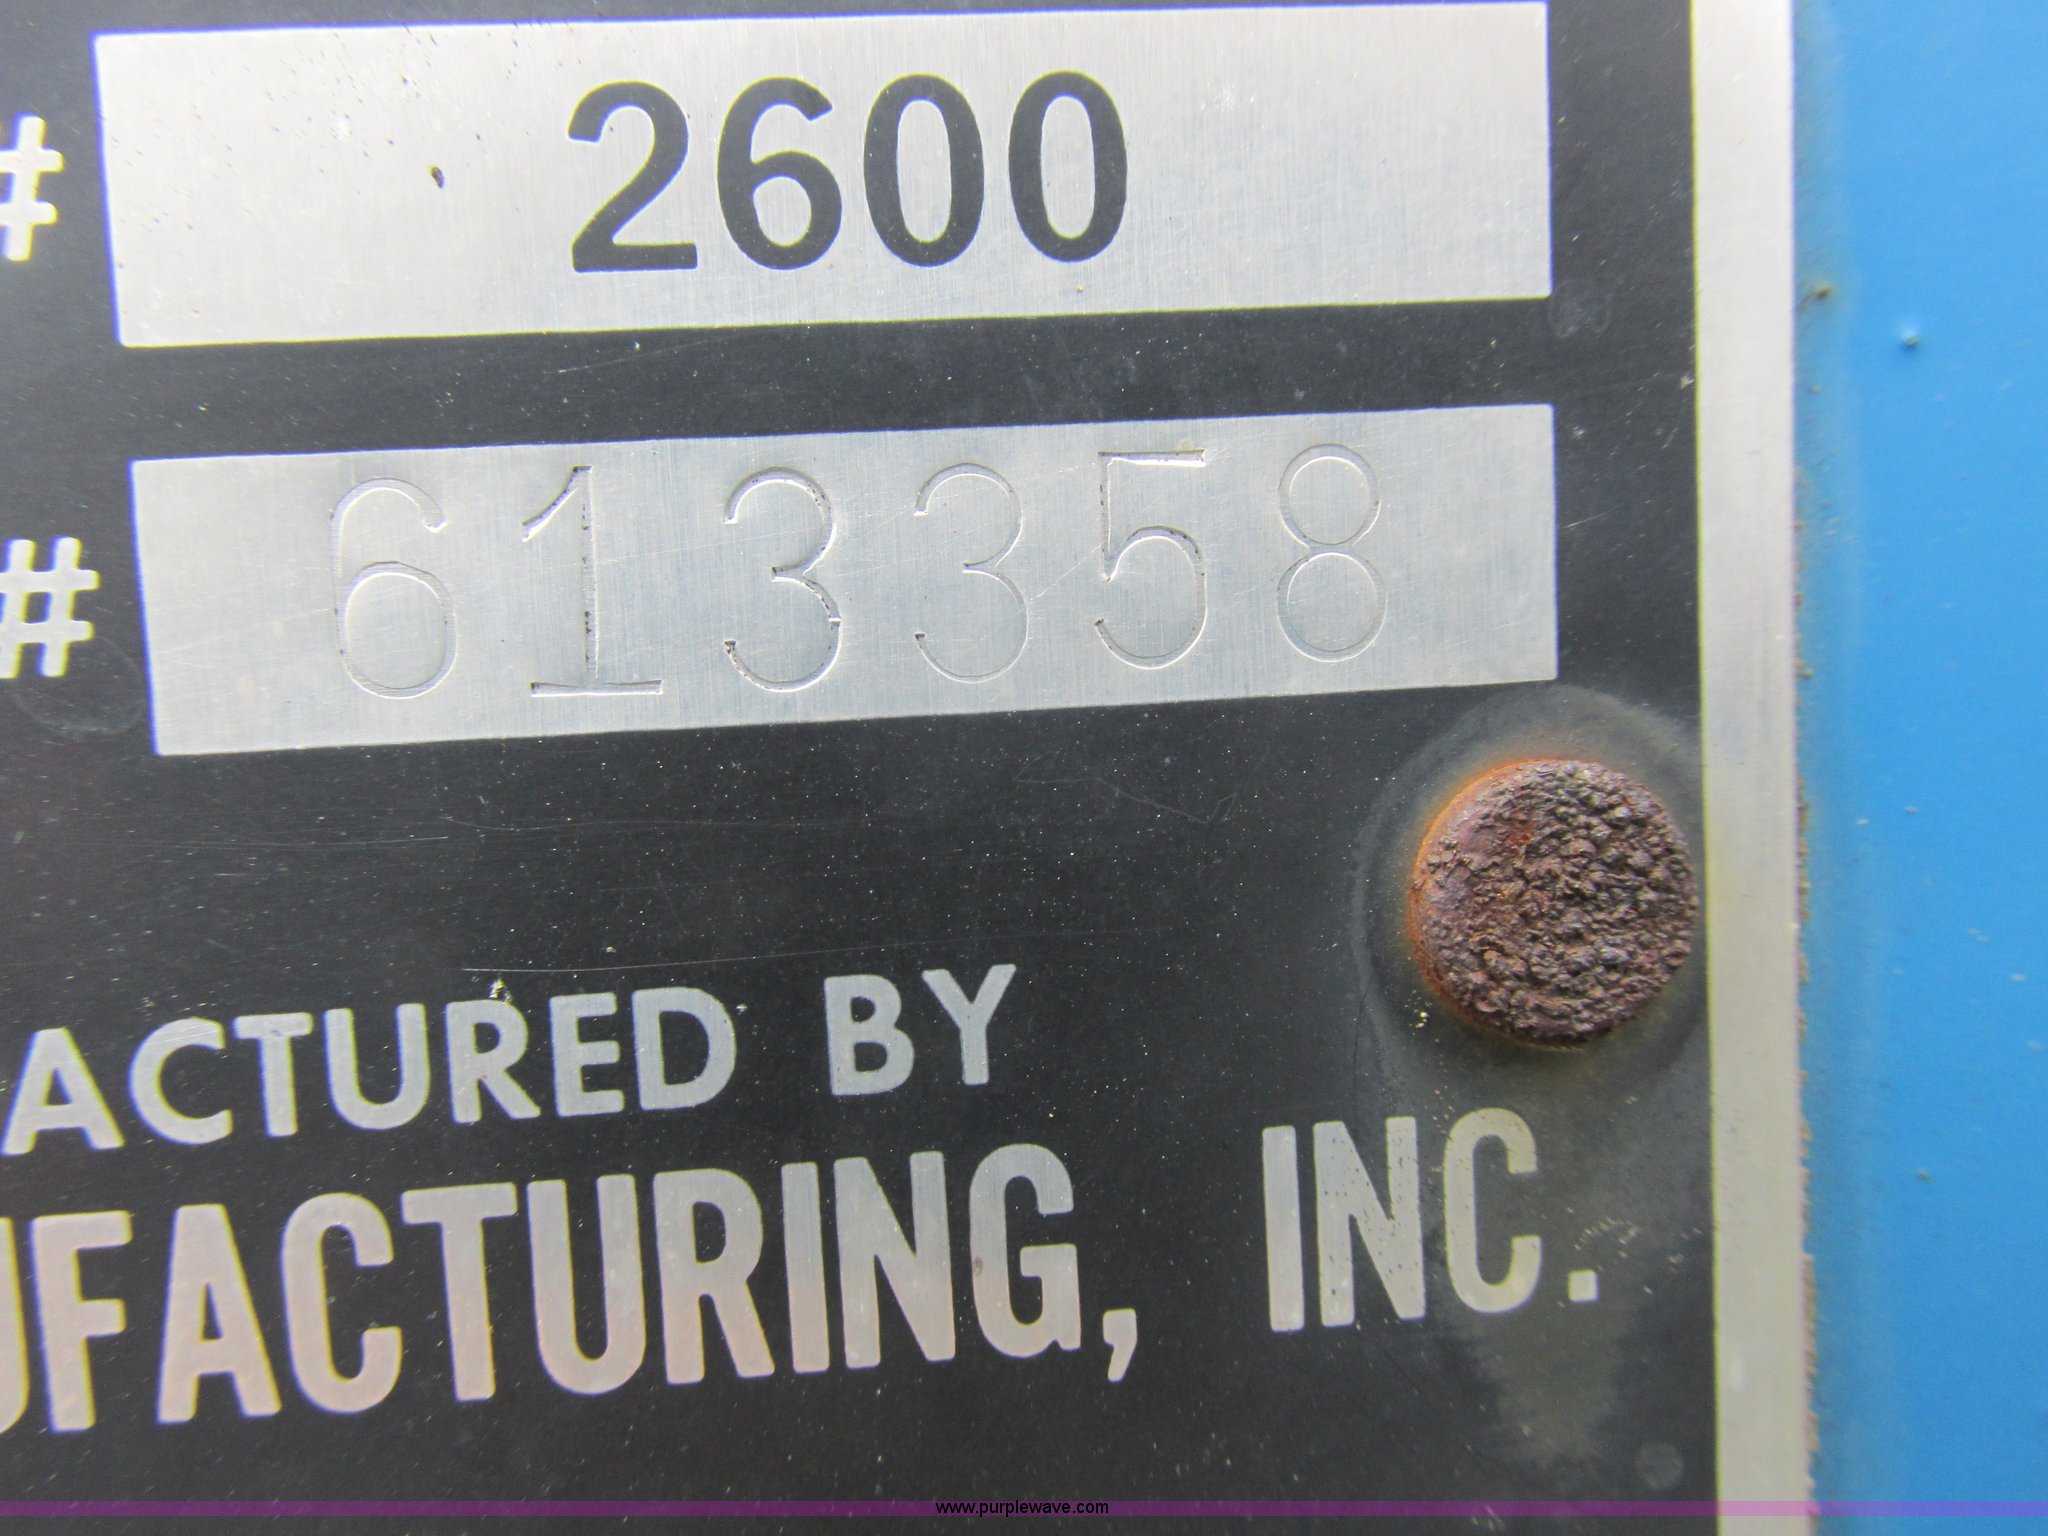 # 2600
# 613358
ACTURED BY
UFACTURING, INC.
www.purplewave.com